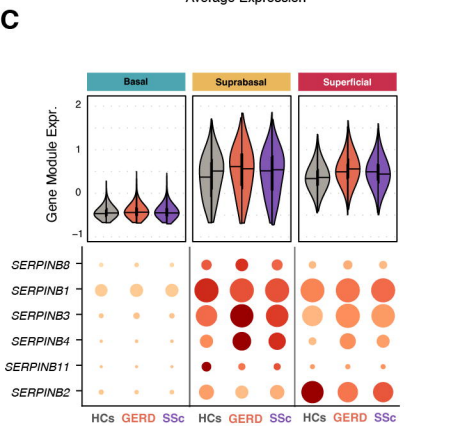 Average Expression
C
Basal Suprabasal Superficial
Gene Module Expr.
2
1
0
−1
SERPINB8
SERPINB1
SERPINB3
SERPINB4
SERPINB11
SERPINB2
HCs GERD SSc HCs GERD SSc HCs GERD SSc